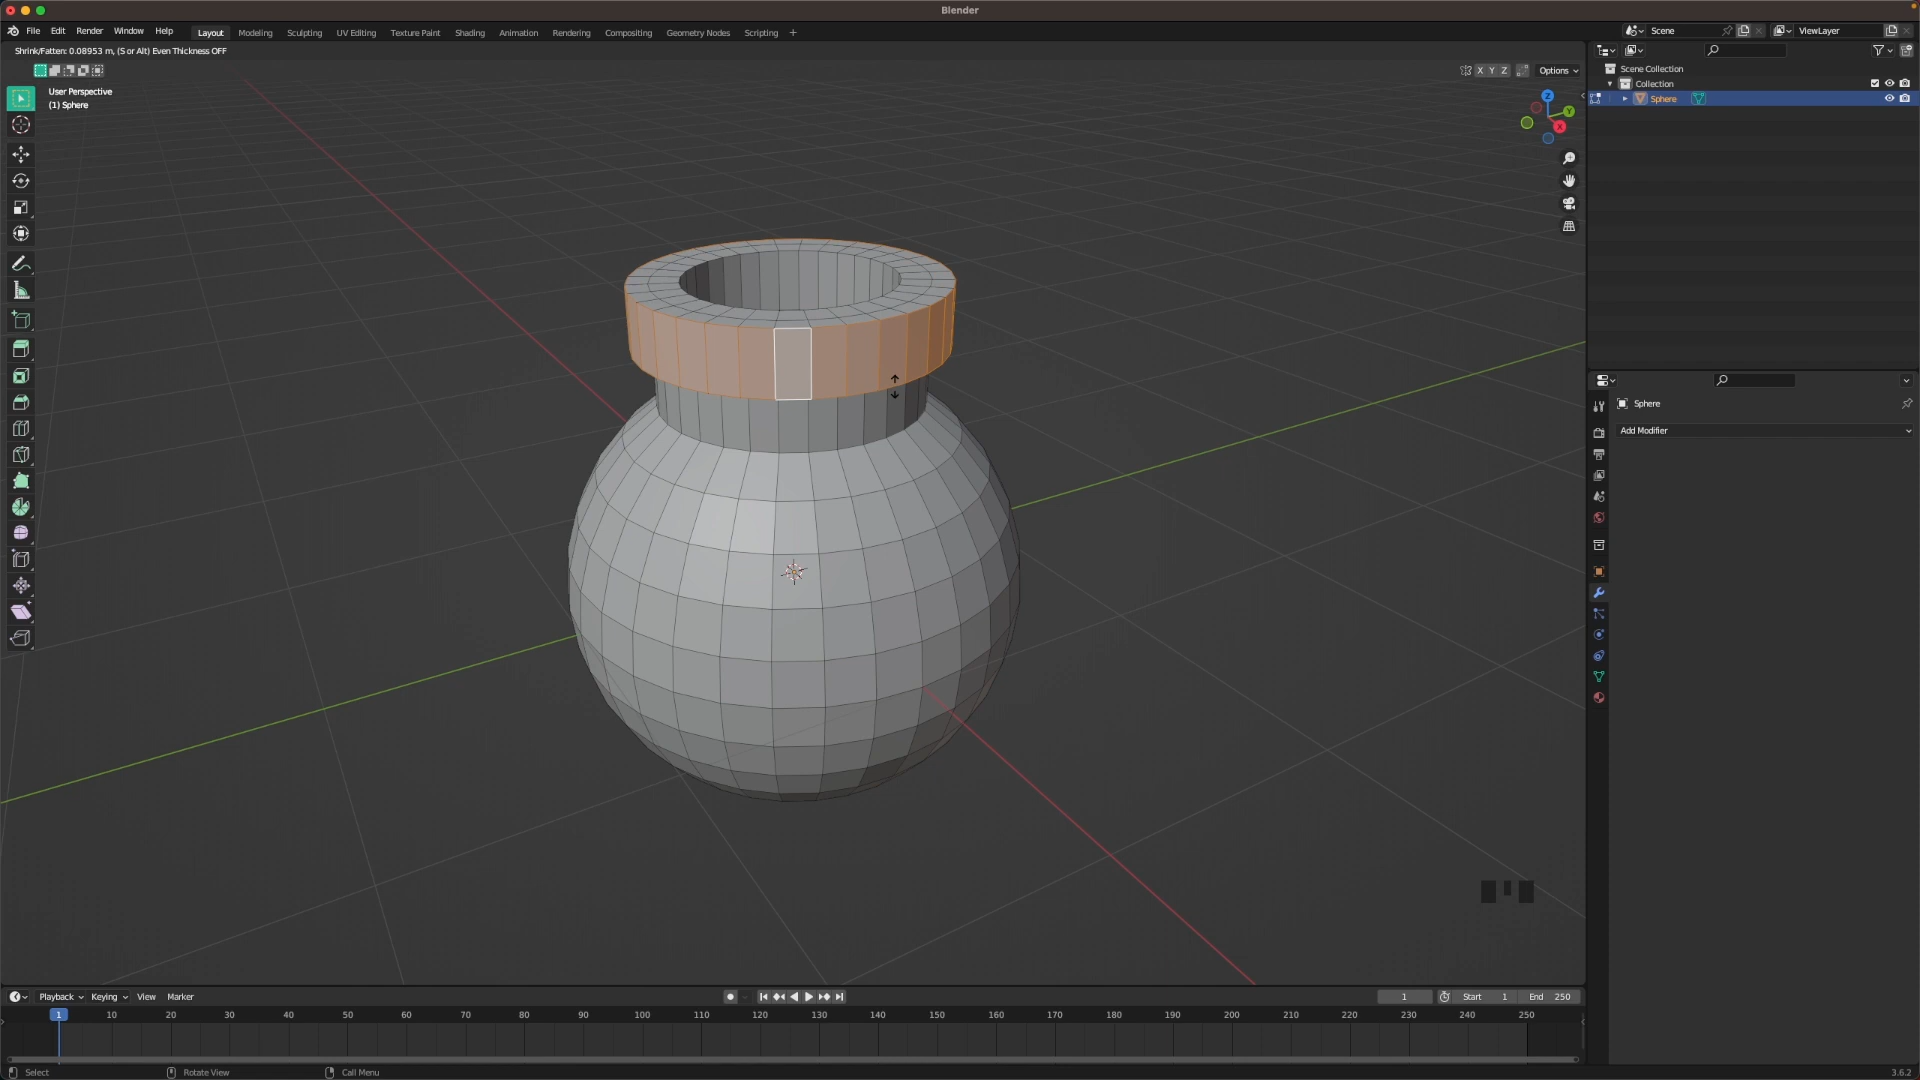 Blender
File Edit Render Window Help Layout Modeling Sculpting UV Editing Texture Paint Shading Animation Rendering Compositing Geometry Nodes Scripting + Scene ViewLayer
Shrink/Fatten: 0.08953 m, (S or Alt) Even Thickness OFF
X Y Z Options
User Perspective
(1) Sphere
Z
Y
X
Scene Collection
Collection
Sphere
Sphere
Add Modifier
Playback Keying View Marker 1 Start 1 End 250
1 10 20 30 40 50 60 70 80 90 100 110 120 130 140 150 160 170 180 190 200 210 220 230 240 250
Select Rotate View Call Menu 3.6.2